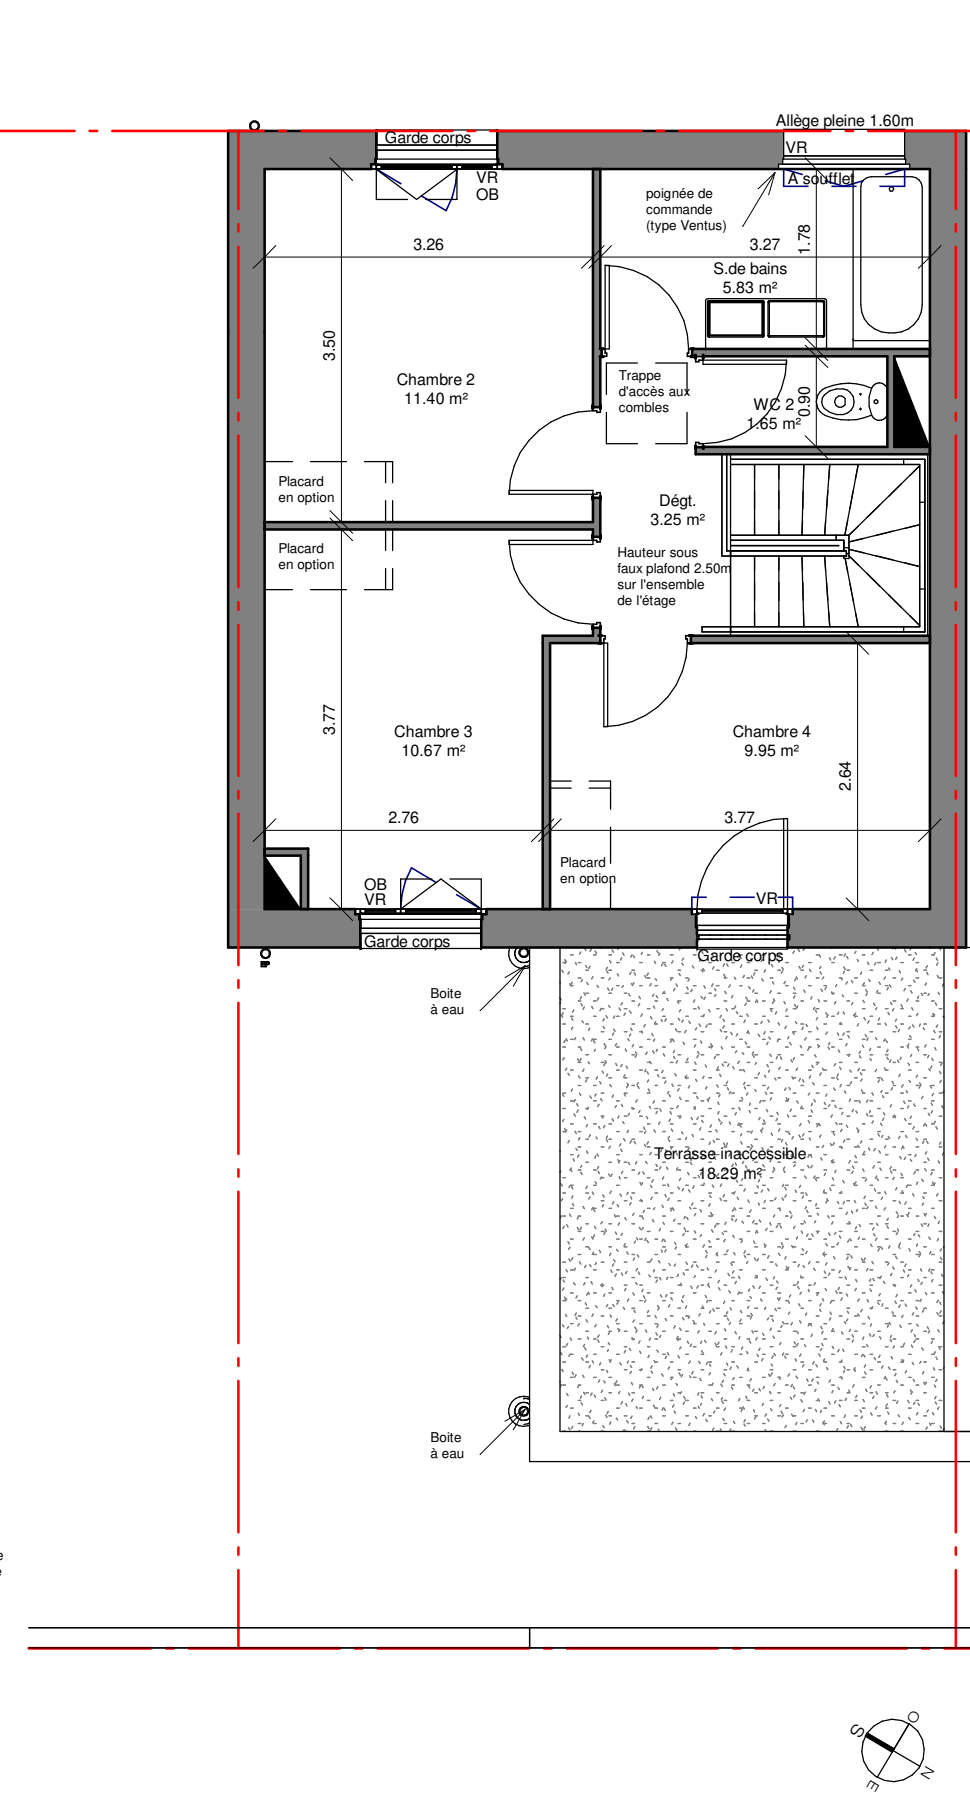 Allège pleine 1.60m
Garde corps
VR
OB
VR
A soufflet
poignée de
commande
(type Ventus)
3.26
3.27
1.78
S.de bains
5.83 m²
3.50
Chambre 2
11.40 m²
Trappe
d'accès aux
combles
WC 2
1.65 m²
0.90
Placard
en option
Dégt.
3.25 m²
Placard
en option
Hauteur sous
faux plafond 2.50m
sur l'ensemble
de l'étage
3.77
Chambre 3
10.67 m²
Chambre 4
9.95 m²
2.64
2.76
3.77
Placard
en option
OB
VR
VR
Garde corps
Garde corps
Boite
à eau
Terrasse inaccessible
18.29 m²
Boite
à eau
e
e
O
S
N
E